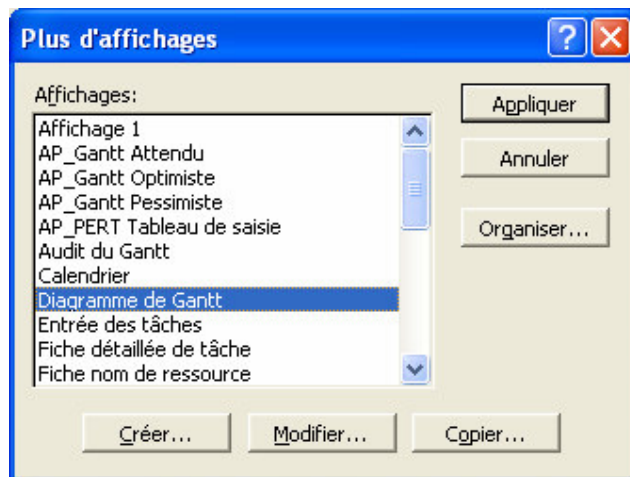 Plus d'affichages
Affichages:
Affichage 1
AP_Gantt Attendu
AP_Gantt Optimiste
AP_Gantt Pessimiste
AP_PERT Tableau de saisie
Audit du Gantt
Calendrier
Diagramme de Gantt
Entrée des tâches
Fiche détaillée de tâche
Fiche nom de ressource
Appliquer
Annuler
Organiser...
Créer...
Modifier...
Copier...